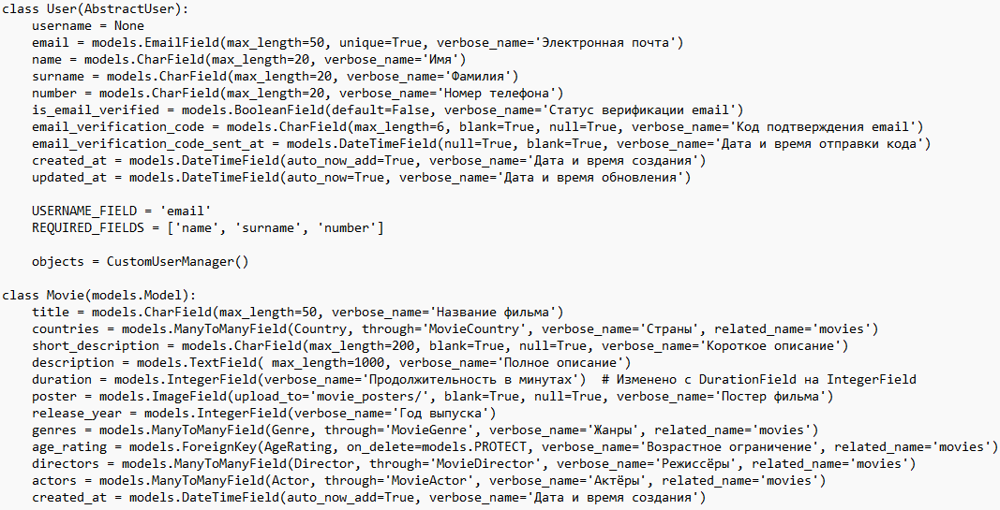 class User(AbstractUser):
    username = None
    email = models.EmailField(max_length=50, unique=True, verbose_name='Электронная почта')
    name = models.CharField(max_length=20, verbose_name='Имя')
    surname = models.CharField(max_length=20, verbose_name='Фамилия')
    number = models.CharField(max_length=20, verbose_name='Номер телефона')
    is_email_verified = models.BooleanField(default=False, verbose_name='Статус верификации email')
    email_verification_code = models.CharField(max_length=6, blank=True, null=True, verbose_name='Код подтверждения email')
    email_verification_code_sent_at = models.DateTimeField(null=True, blank=True, verbose_name='Дата и время отправки кода')
    created_at = models.DateTimeField(auto_now_add=True, verbose_name='Дата и время создания')
    updated_at = models.DateTimeField(auto_now=True, verbose_name='Дата и время обновления')

    USERNAME_FIELD = 'email'
    REQUIRED_FIELDS = ['name', 'surname', 'number']

    objects = CustomUserManager()

class Movie(models.Model):
    title = models.CharField(max_length=50, verbose_name='Название фильма')
    countries = models.ManyToManyField(Country, through='MovieCountry', verbose_name='Страны', related_name='movies')
    short_description = models.CharField(max_length=200, blank=True, null=True, verbose_name='Короткое описание')
    description = models.TextField( max_length=1000, verbose_name='Полное описание')
    duration = models.IntegerField(verbose_name='Продолжительность в минутах')  # Изменено с DurationField на IntegerField
    poster = models.ImageField(upload_to='movie_posters/', blank=True, null=True, verbose_name='Постер фильма')
    release_year = models.IntegerField(verbose_name='Год выпуска')
    genres = models.ManyToManyField(Genre, through='MovieGenre', verbose_name='Жанры', related_name='movies')
    age_rating = models.ForeignKey(AgeRating, on_delete=models.PROTECT, verbose_name='Возрастное ограничение', related_name='movies')
    directors = models.ManyToManyField(Director, through='MovieDirector', verbose_name='Режиссёры', related_name='movies')
    actors = models.ManyToManyField(Actor, through='MovieActor', verbose_name='Актёры', related_name='movies')
    created_at = models.DateTimeField(auto_now_add=True, verbose_name='Дата и время создания')